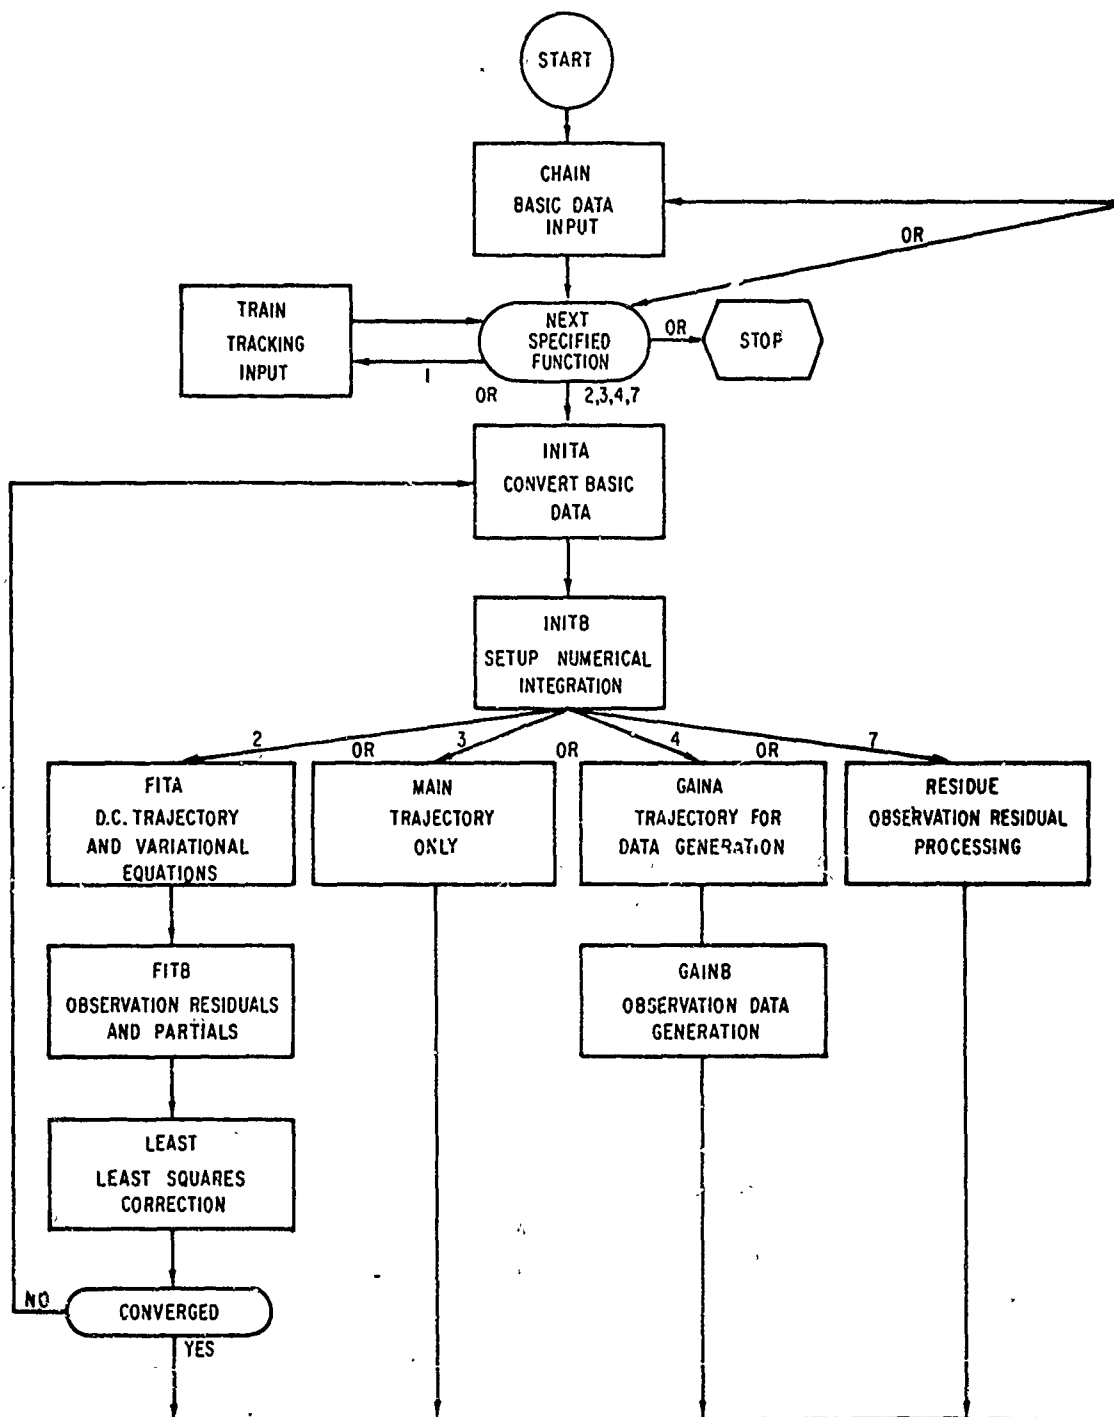 START
CHAIN
BASIC DATA
INPUT
OR
TRAIN
TRACKING
INPUT
NEXT
SPECIFIED
FUNCTION
OR
STOP
1
OR
2,3,4,7
INITA
CONVERT BASIC
DATA
INITB
SETUP NUMERICAL
INTEGRATION
2
OR
3
OR
4
OR
7
FITA
D.C. TRAJECTORY
AND VARIATIONAL
EQUATIONS
MAIN
TRAJECTORY
ONLY
GAINA
TRAJECTORY FOR
DATA GENERATION
RESIDUE
OBSERVATION RESIDUAL
PROCESSING
FITB
OBSERVATION RESIDUALS
AND PARTIALS
GAINB
OBSERVATION DATA
GENERATION
LEAST
LEAST SQUARES
CORRECTION
NO
CONVERGED
YES